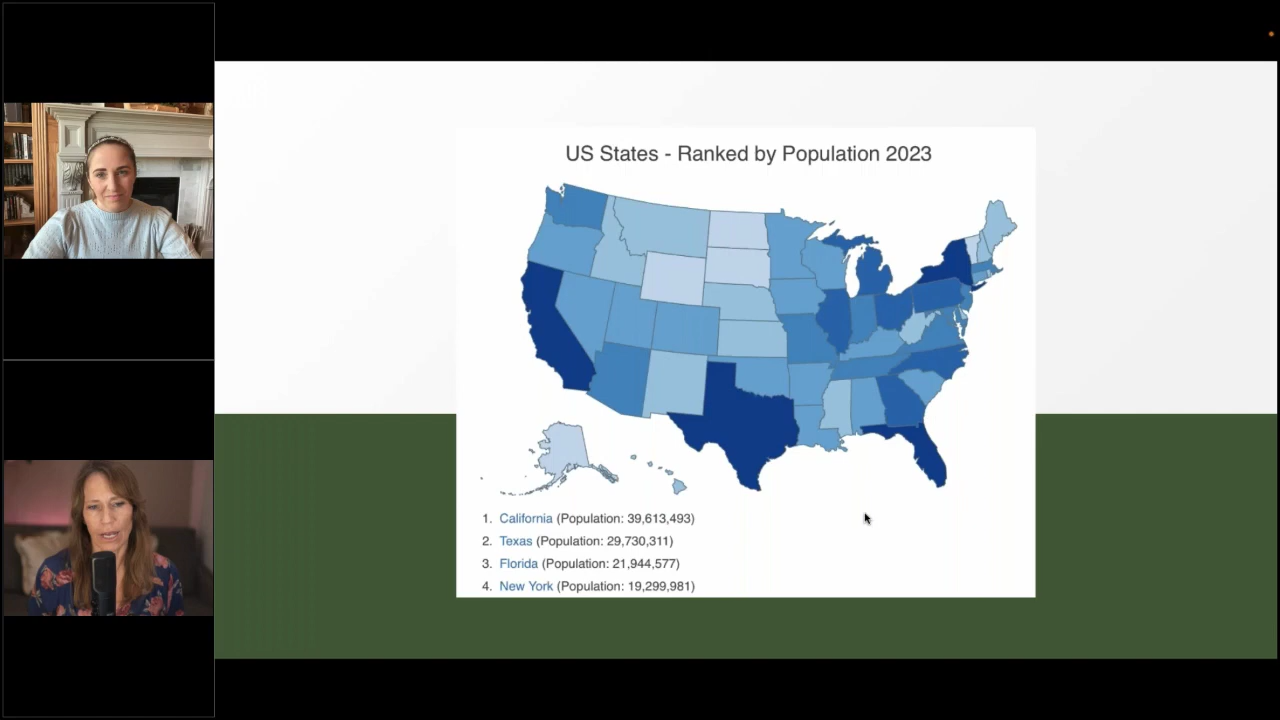 US States - Ranked by Population 2023
1. California (Population: 39,613,493)
2. Texas (Population: 29,730,311)
3. Florida (Population: 21,944,577)
4. New York (Population: 19,299,981)